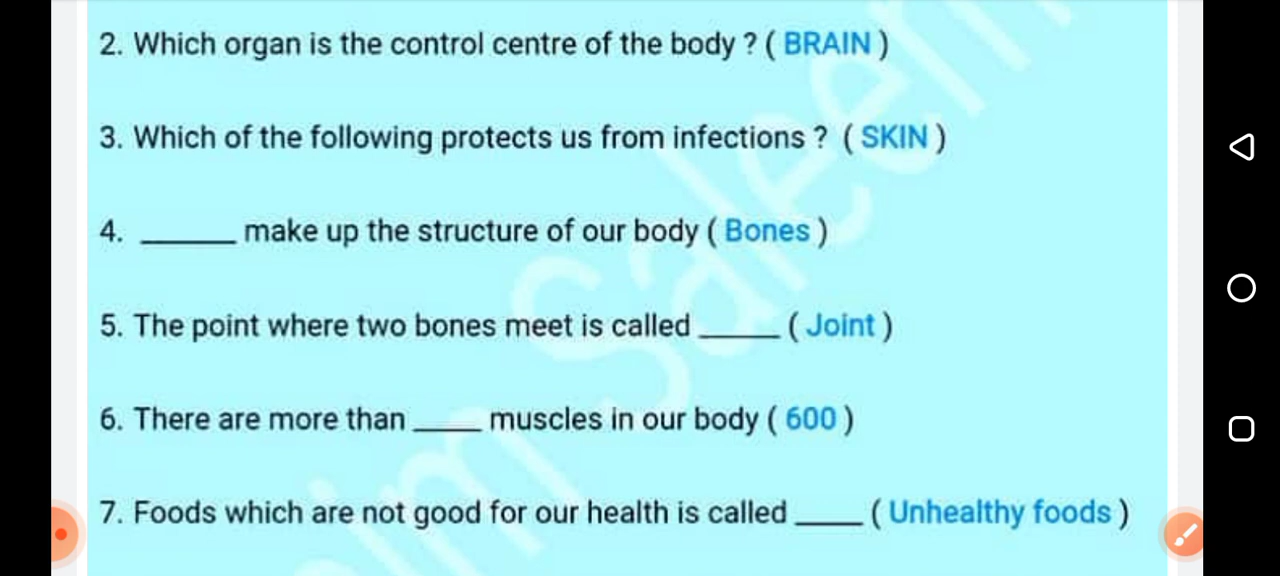 2. Which organ is the control centre of the body ? ( BRAIN )
3. Which of the following protects us from infections ? ( SKIN )
4. ______ make up the structure of our body ( Bones )
5. The point where two bones meet is called _____ ( Joint )
6. There are more than ____ muscles in our body ( 600 )
7. Foods which are not good for our health is called ____ ( Unhealthy foods )